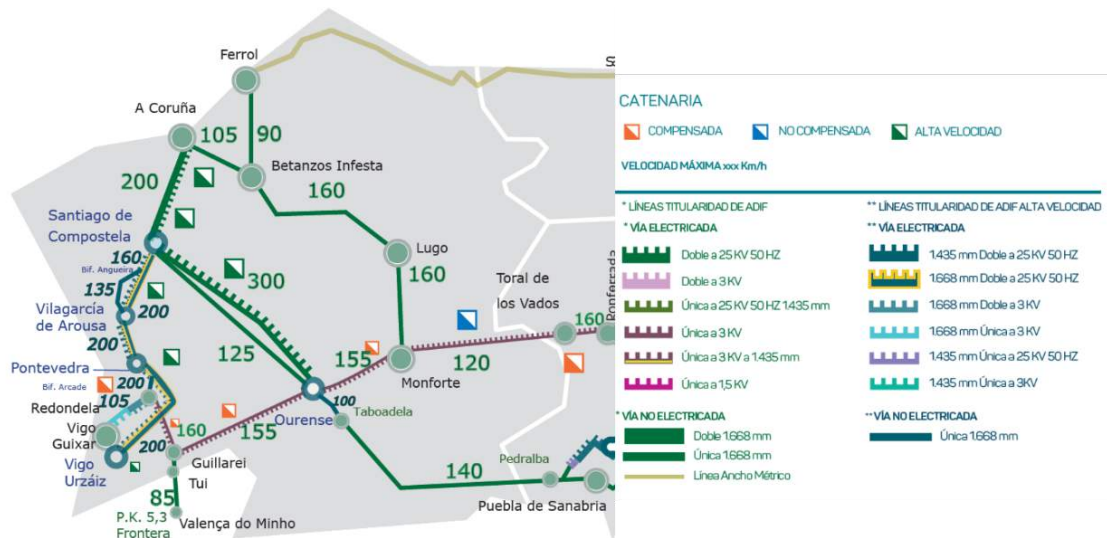 Ferrol
A Coruña
105
90
Betanzos Infesta
200
160
Santiago de
Compostela
Lugo
160
Bif. Angueira
300
160
Toral de
los Vados
135
Vilagarcía
de Arousa
200
160
200
125
155
120
Pontevedra
Monforte
200
Bif. Arcade
105
100
Redondela
Taboadela
Ourense
Vigo
Guixar
160
155
200
Guillarei
Vigo
Urzáiz
Tui
Pedralba
140
85
Puebla de Sanabria
P.K. 5,3
Frontera
Valença do Minho
CATENARIA
COMPENSADA
NO COMPENSADA
ALTA VELOCIDAD
VELOCIDAD MÁXIMA xxx Km/h
* LÍNEAS TITULARIDAD DE ADIF
* VÍA ELECTRIFICADA
Doble a 25 KV 50 HZ
Doble a 3 KV
Única a 25 KV 50 HZ 1.435 mm
Única a 3 KV
Única a 3 KV a 1.435 mm
Única a 1,5 KV
* VÍA NO ELECTRIFICADA
Doble 1.668 mm
Única 1.668 mm
Línea Ancho Métrico
** LÍNEAS TITULARIDAD DE ADIF ALTA VELOCIDAD
** VÍA ELECTRIFICADA
1.435 mm Doble a 25 KV 50 HZ
1.668 mm Doble a 25 KV 50 HZ
1.668 mm Doble a 3 KV
1.668 mm Única a 3 KV
1.435 mm Única a 25 KV 50 HZ
1.435 mm Única a 3KV
** VÍA NO ELECTRIFICADA
Única 1.668 mm